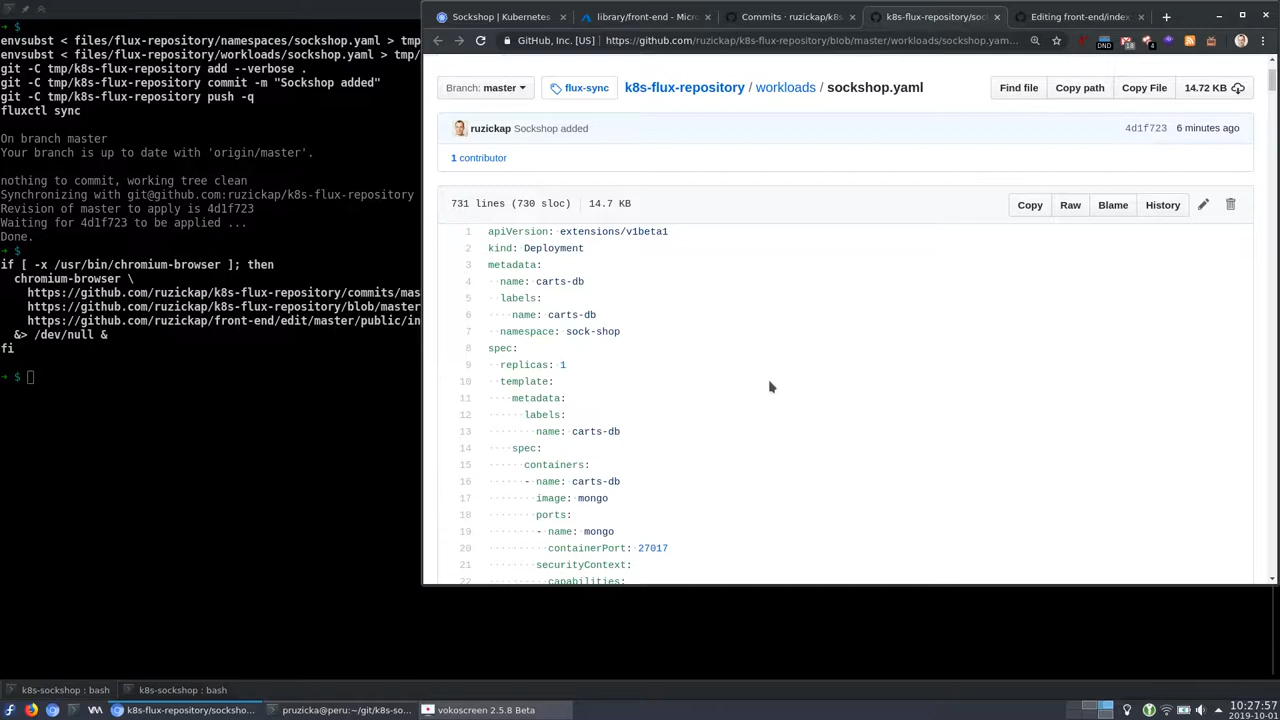 ➜ $
envsubst < files/flux-repository/namespaces/sockshop.yaml > tmp
envsubst < files/flux-repository/workloads/sockshop.yaml > tmp/
git -C tmp/k8s-flux-repository add --verbose .
git -C tmp/k8s-flux-repository commit -m "Sockshop added"
git -C tmp/k8s-flux-repository push -q
fluxctl sync
On branch master
Your branch is up to date with 'origin/master'.
nothing to commit, working tree clean
Synchronizing with git@github.com:ruzickap/k8s-flux-repository
Revision of master to apply is 4d1f723
Waiting for 4d1f723 to be applied ...
Done.
➜ $
if [ -x /usr/bin/chromium-browser ]; then
chromium-browser \
https://github.com/ruzickap/k8s-flux-repository/commits/mas
https://github.com/ruzickap/k8s-flux-repository/blob/master
https://github.com/ruzickap/front-end/edit/master/public/in
&> /dev/null &
fi
➜ $
Sockshop | Kubernetes
library/front-end - Micro
Commits · ruzickap/k8s
k8s-flux-repository/soc
Editing front-end/index
GitHub, Inc. [US] | https://github.com/ruzickap/k8s-flux-repository/blob/master/workloads/sockshop.yam...
DND
18
4
Branch: master
flux-sync
k8s-flux-repository / workloads / sockshop.yaml
Find file
Copy path
Copy File
14.72 KB
ruzickap Sockshop added
4d1f723 6 minutes ago
1 contributor
731 lines (730 sloc) 14.7 KB
Copy
Raw
Blame
History
1 apiVersion: extensions/v1beta1
2 kind: Deployment
3 metadata:
4 ··name: carts-db
5 ··labels:
6 ····name: carts-db
7 ··namespace: sock-shop
8 spec:
9 ··replicas: 1
10 ··template:
11 ····metadata:
12 ······labels:
13 ········name: carts-db
14 ····spec:
15 ······containers:
16 ······- name: carts-db
17 ········image: mongo
18 ········ports:
19 ········- name: mongo
20 ··········containerPort: 27017
21 ········securityContext:
22 ··········capabilities:
k8s-sockshop : bash
k8s-sockshop : bash
k8s-flux-repository/socksho...
pruzicka@peru:~/git/k8s-so...
vokoscreen 2.5.8 Beta
10:27:57
2019-10-01